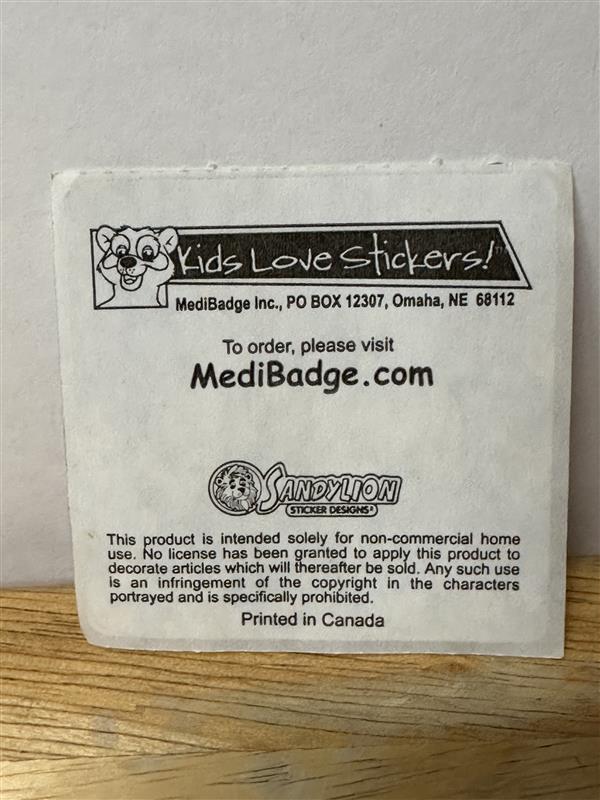 Kids Love Stickers!™
MediBadge Inc., PO BOX 12307, Omaha, NE 68112
To order, please visit
MediBadge.com
SANDYLION
STICKER DESIGNS®
This product is intended solely for non-commercial home
use. No license has been granted to apply this product to
decorate articles which will thereafter be sold. Any such use
is an infringement of the copyright in the characters
portrayed and is specifically prohibited.
Printed in Canada